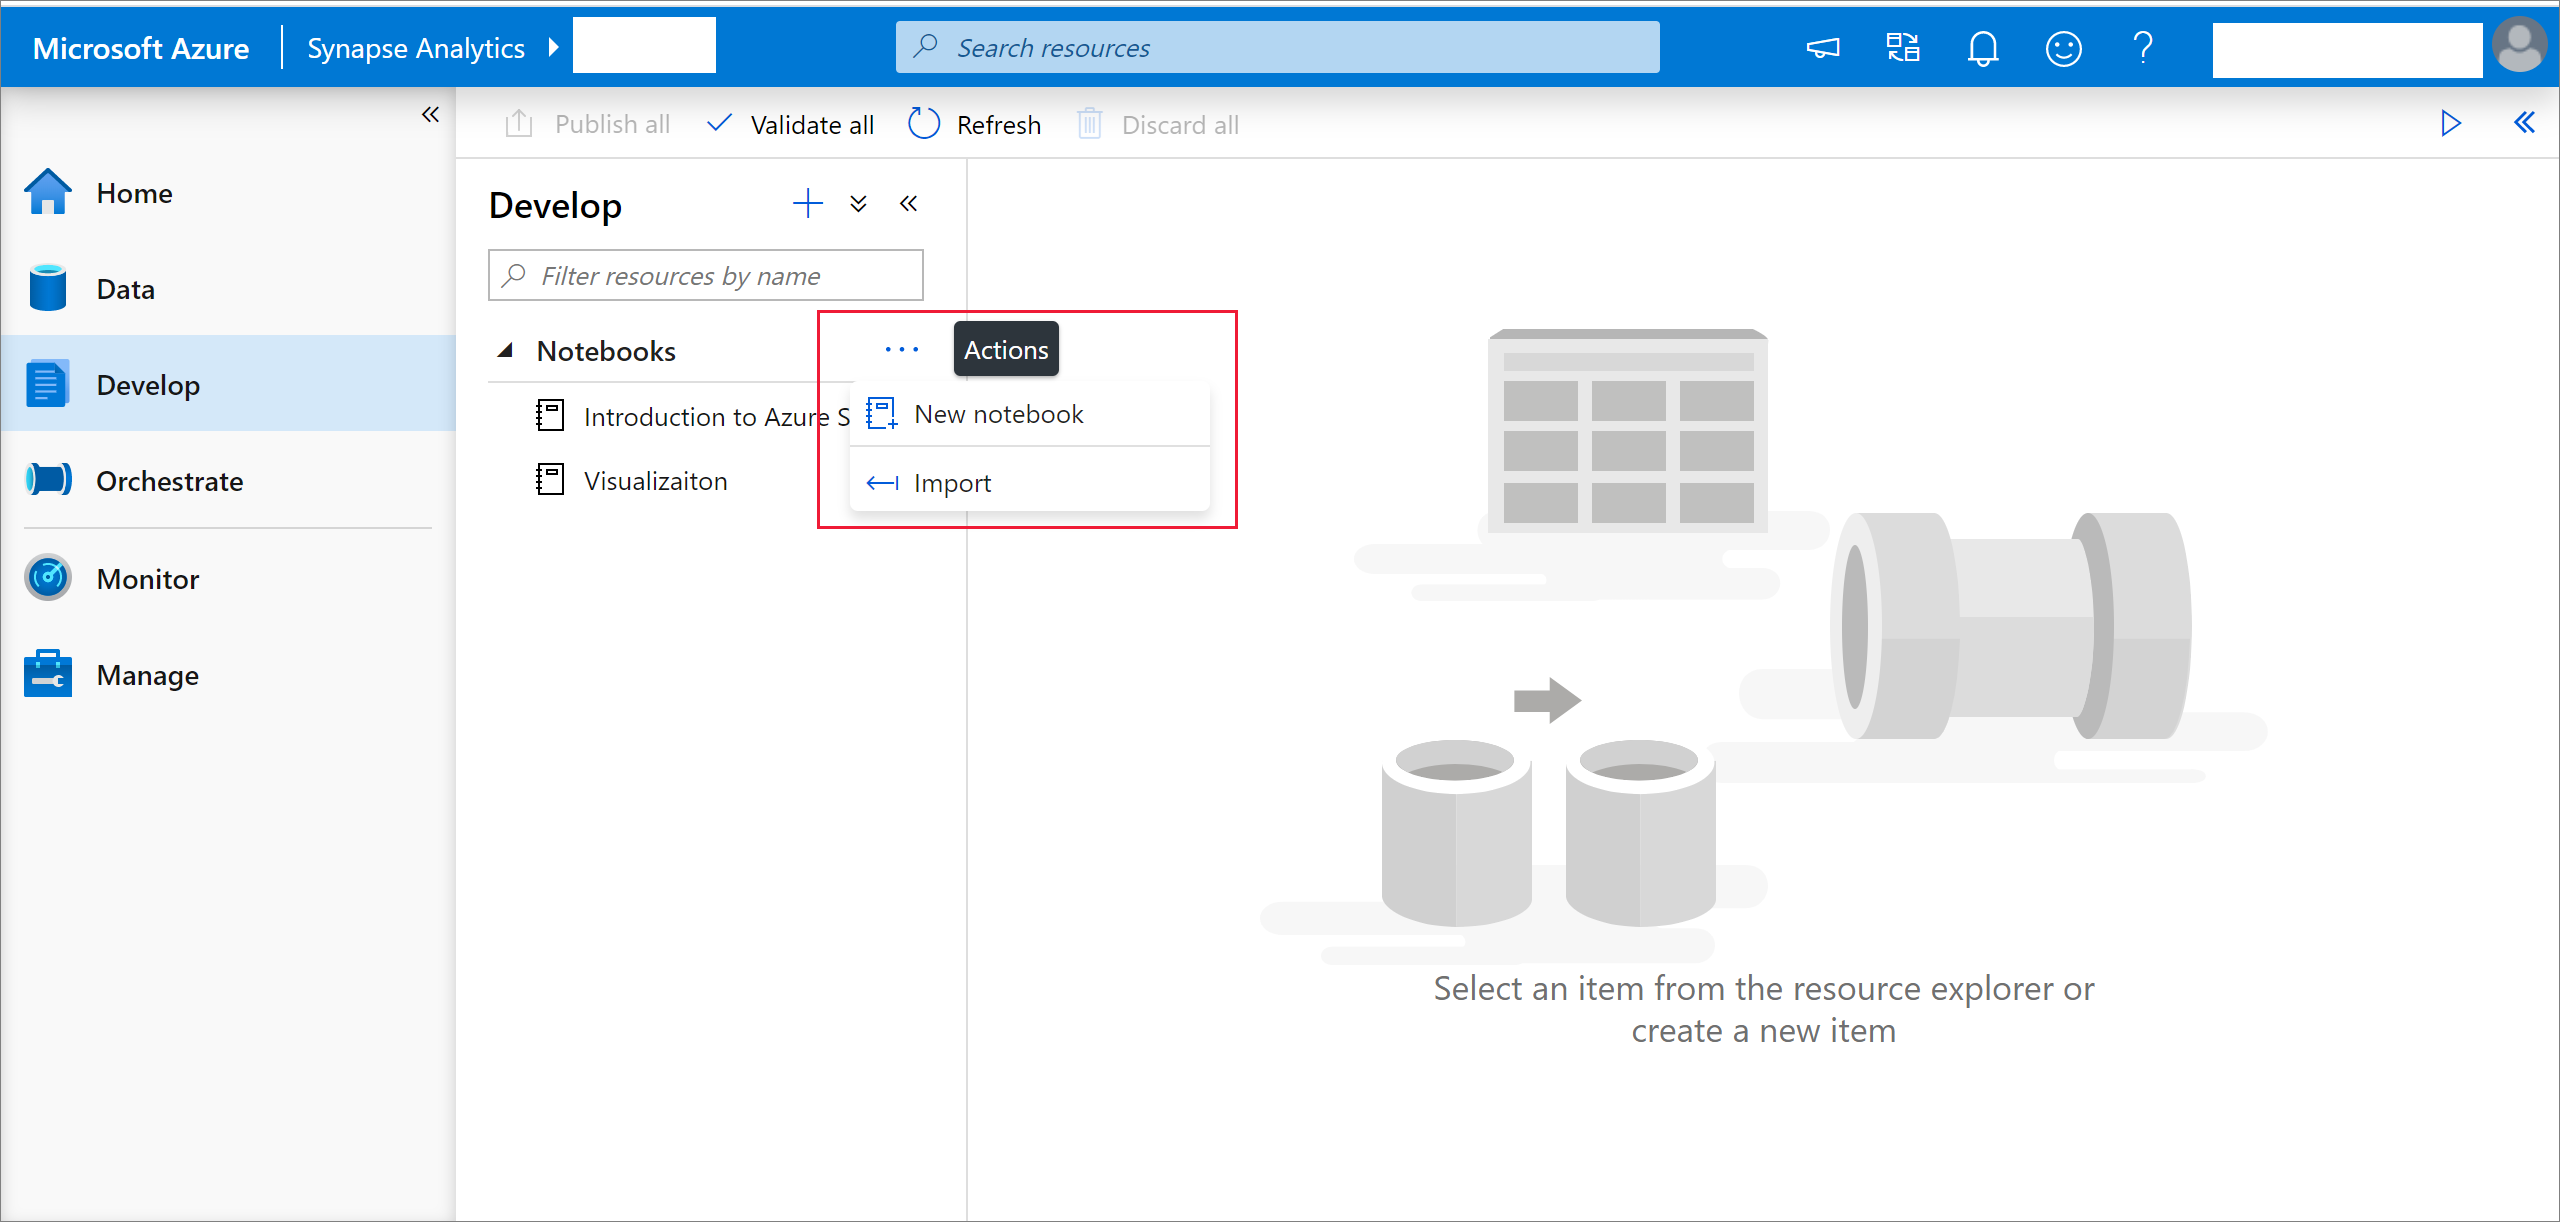 Microsoft Azure
Synapse Analytics
Search resources
Publish all
Validate all
Refresh
Discard all
Home
Data
Develop
Orchestrate
Monitor
Manage
Develop
Filter resources by name
Notebooks
Actions
Introduction to Azure S
New notebook
Visualizaiton
Import
Select an item from the resource explorer or
create a new item